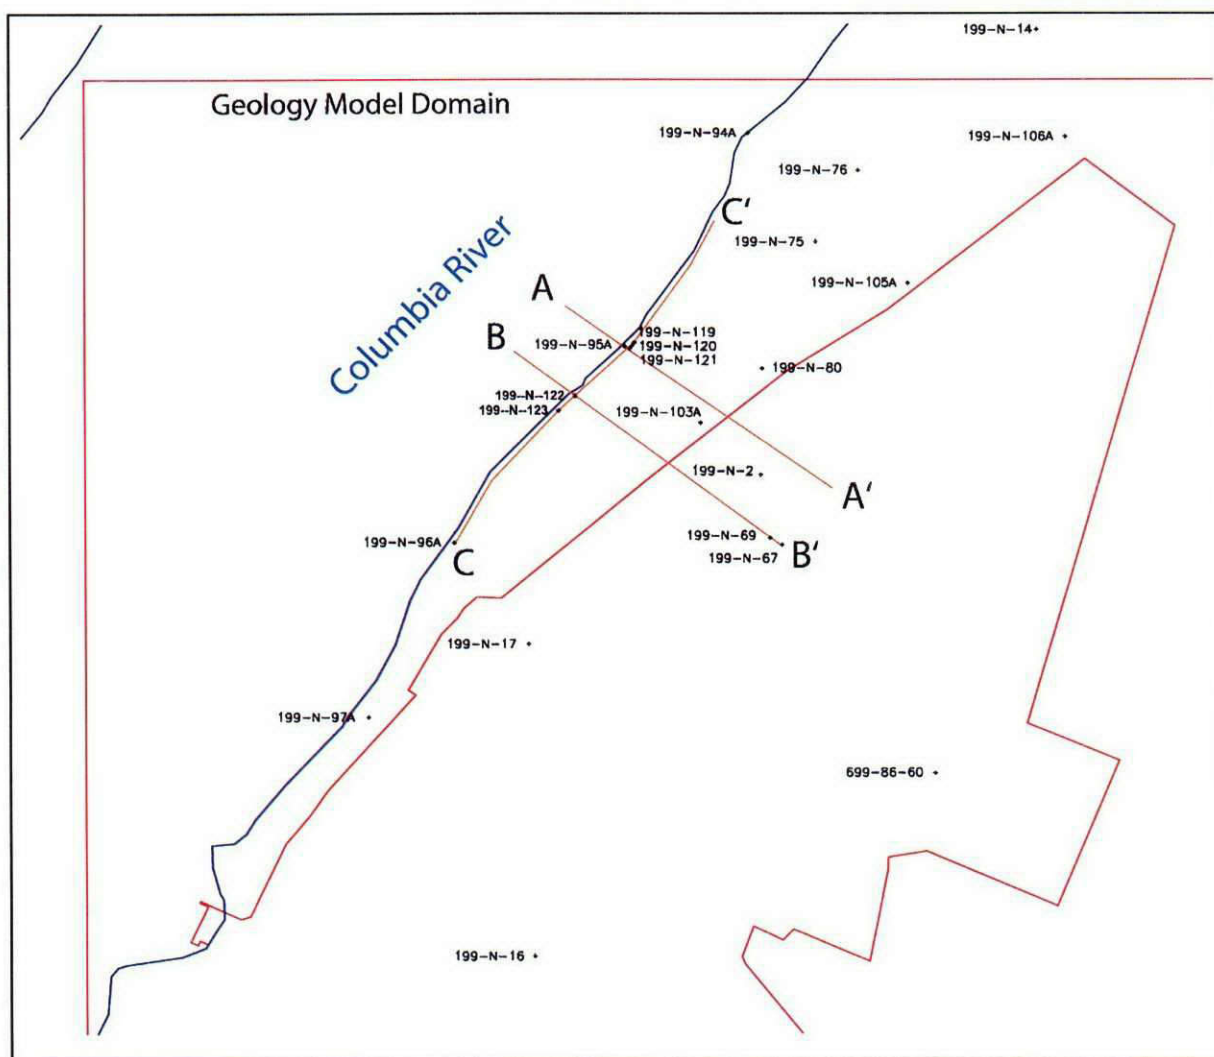 199-N-14
Geology Model Domain
199-N-94A
199-N-106A
199-N-76
C'
199-N-75
Columbia River
199-N-105A
A
199-N-119
B
199-N-95A
199-N-120
199-N-121
199-N-80
199--N--122
199--N--123
199-N-103A
199-N-2
A'
199-N-69
199-N-96A
C
199-N-67
B'
199-N-17
199-N-97A
699-86-60
199-N-16